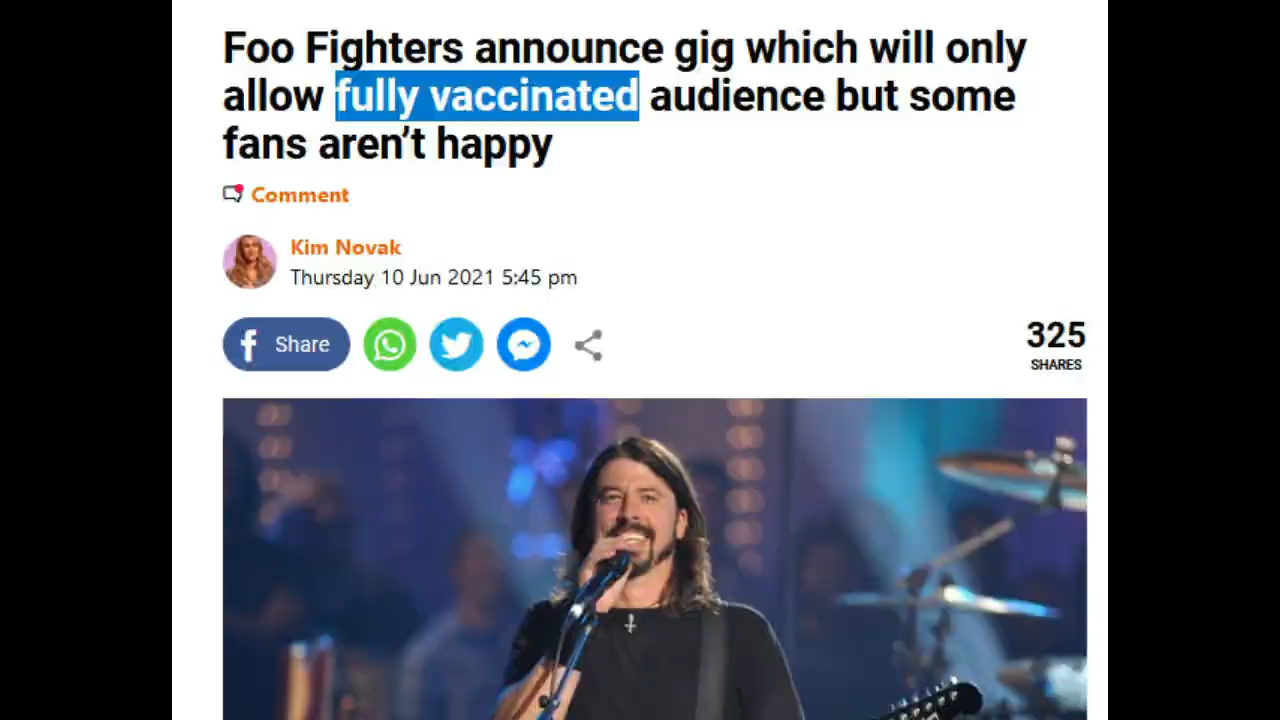 Foo Fighters announce gig which will only
allow fully vaccinated audience but some
fans aren’t happy
Comment
Kim Novak
Thursday 10 Jun 2021 5:45 pm
Share
325
SHARES